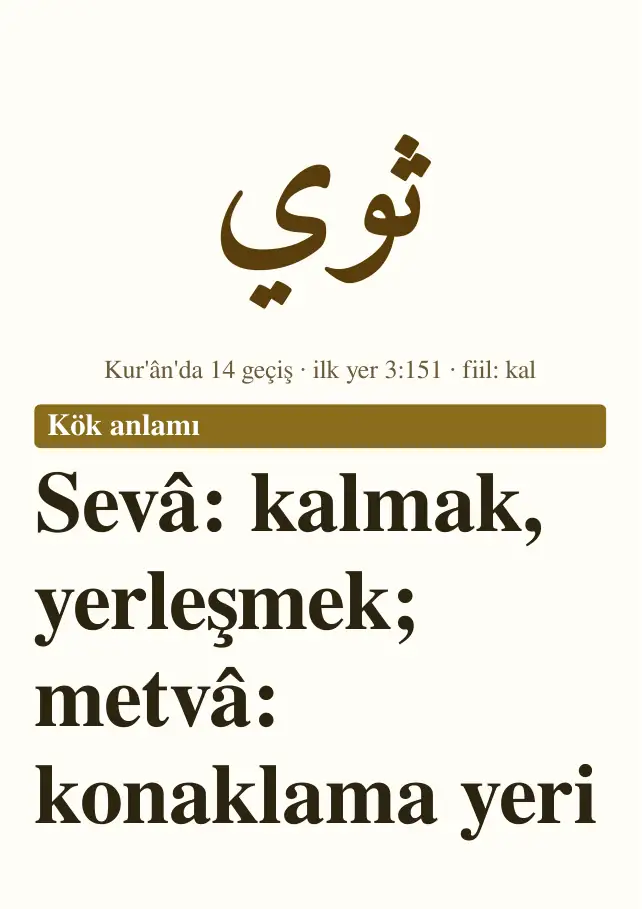 ثوي
Kur'ân'da 14 geçiş · ilk yer 3:151 · fiil: kal
Kök anlamı
Sevâ: kalmak,
yerleşmek;
metvâ:
konaklama yeri